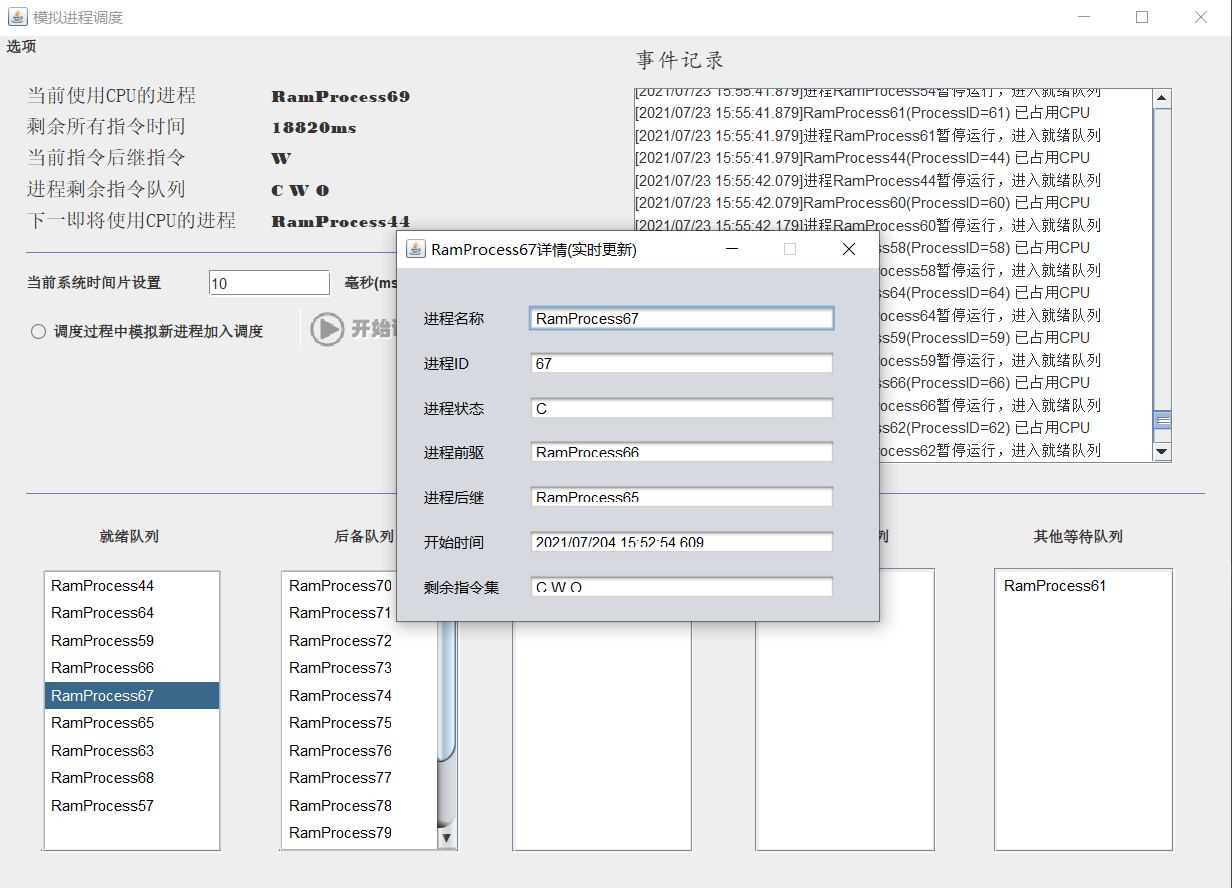 模拟进程调度
选项
当前使用CPU的进程 RamProcess69
剩余所有指令时间 18820ms
当前指令后继指令 W
进程剩余指令队列 C W O
下一即将使用CPU的进程 RamProcess44
当前系统时间片设置 10 毫秒(ms
调度过程中模拟新进程加入调度
开始
事件记录
[2021/07/23 15:55:41.879]进程RamProcess54暂停运行，进入就绪队列
[2021/07/23 15:55:41.879]RamProcess61(ProcessID=61) 已占用CPU
[2021/07/23 15:55:41.979]进程RamProcess61暂停运行，进入就绪队列
[2021/07/23 15:55:41.979]RamProcess44(ProcessID=44) 已占用CPU
[2021/07/23 15:55:42.079]进程RamProcess44暂停运行，进入就绪队列
[2021/07/23 15:55:42.079]RamProcess60(ProcessID=60) 已占用CPU
[2021/07/23 15:55:42.179]进程RamProcess60暂停运行，进入就绪队列
s58(ProcessID=58) 已占用CPU
ocess58暂停运行，进入就绪队列
s64(ProcessID=64) 已占用CPU
ocess64暂停运行，进入就绪队列
s59(ProcessID=59) 已占用CPU
ocess59暂停运行，进入就绪队列
s66(ProcessID=66) 已占用CPU
ocess66暂停运行，进入就绪队列
s62(ProcessID=62) 已占用CPU
ocess62暂停运行，进入就绪队列
RamProcess67详情(实时更新)
进程名称 RamProcess67
进程ID 67
进程状态 C
进程前驱 RamProcess66
进程后继 RamProcess65
开始时间 2021/07/204 15:52:54.609
剩余指令集 C W O
就绪队列
RamProcess44
RamProcess64
RamProcess59
RamProcess66
RamProcess67
RamProcess65
RamProcess63
RamProcess68
RamProcess57
后备队列
RamProcess70
RamProcess71
RamProcess72
RamProcess73
RamProcess74
RamProcess75
RamProcess76
RamProcess77
RamProcess78
RamProcess79
列
其他等待队列
RamProcess61